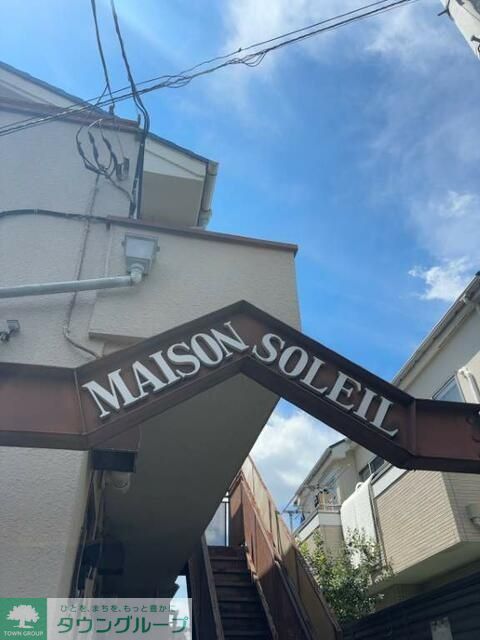 MAISON SOLEIL
ひと を、まち を、もっと 豊か に
タウングループ®
TOWN GROUP